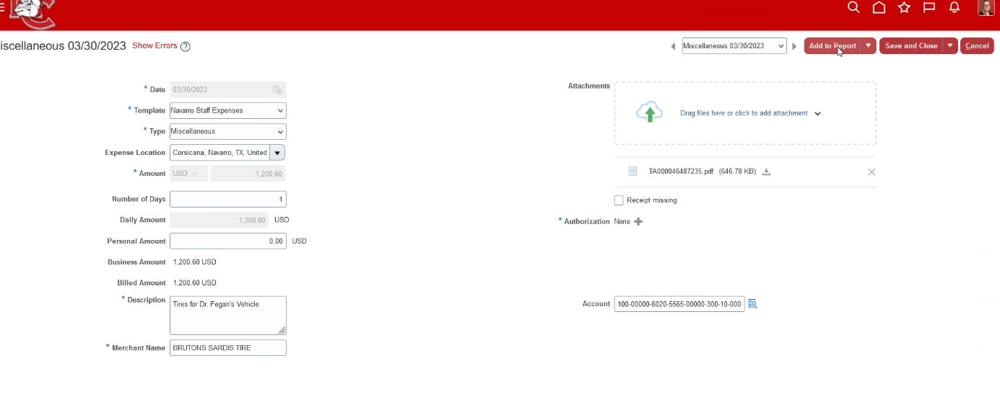 iscellaneous 03/30/2023 Show Errors ?
Miscellaneous 03/30/2023 Add to Report Save and Close Cancel
* Date 03/30/2023
* Template Navarro Staff Expenses
* Type Miscellaneous
Expense Location Corsicana, Navarro, TX, United
* Amount USD 1,200.60
Number of Days 1
Daily Amount 1,200.60 USD
Personal Amount 0.00 USD
Business Amount 1,200.60 USD
Billed Amount 1,200.60 USD
* Description Tires for Dr. Fegan's Vehicle
* Merchant Name BRUTONS SARDIS TIRE
Attachments
Drag files here or click to add attachment
TA000046487235.pdf (646.78 KB)
Receipt missing
* Authorization None
Account 100-00000-6020-5565-00000-300-10-000